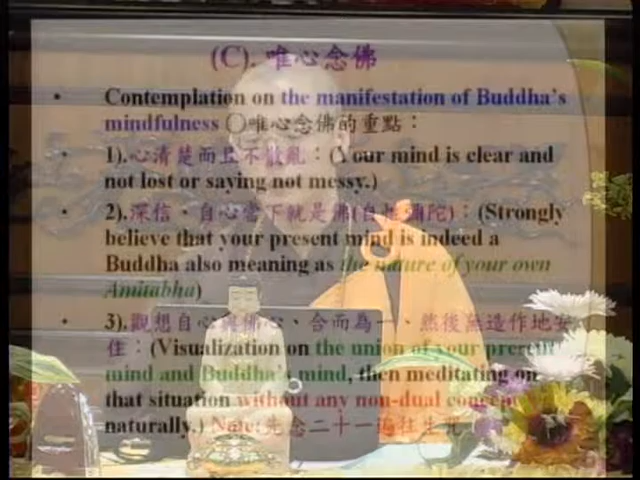 (C). 唯心念佛
• Contemplation on the manifestation of Buddha's
mindfulness ○唯心念佛的重點：
• 1).心清楚而且不散亂：(Your mind is clear and
not lost or saying not messy.)
• 2).深信、自心當下就是佛(自性彌陀)：(Strongly
believe that your present mind is indeed a
Buddha also meaning as the nature of your own
Amitabha)
• 3).觀想自心與佛心、合而為一、然後無造作地安
住：(Visualization on the union of your present
mind and Buddha's mind, then meditating on
that situation without any non-dual
naturally.) Note:先念二十一遍往生